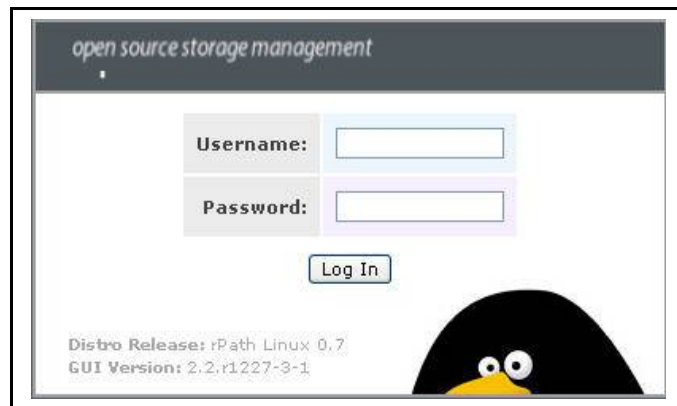 open source storage management
Username:
Password:
Log In
Distro Release: rPath Linux 0.7
GUI Version: 2.2.r1227-3-1